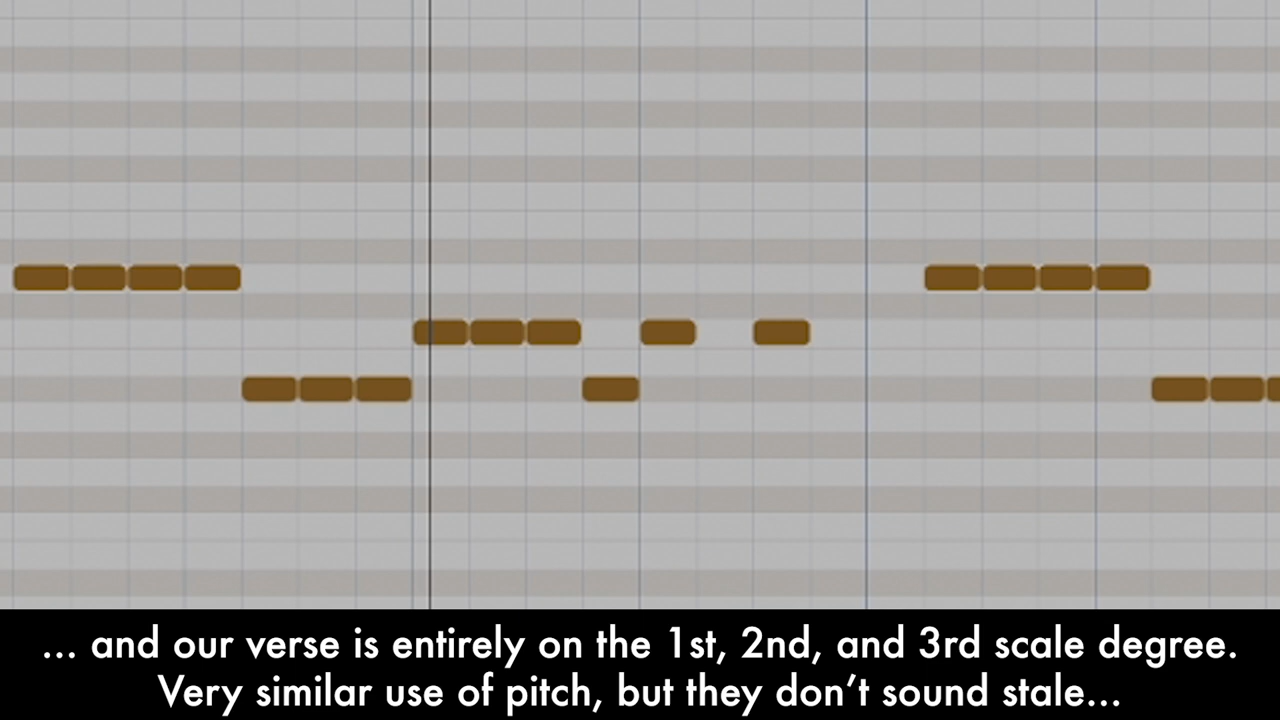 ... and our verse is entirely on the 1st, 2nd, and 3rd scale degree.
Very similar use of pitch, but they don't sound stale...